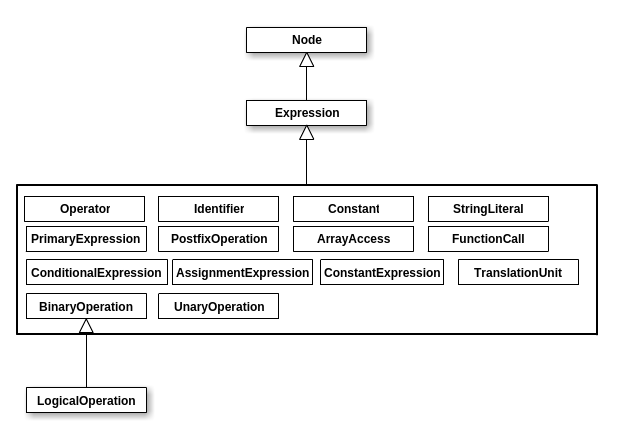 Node
Expression
Operator Identifier Constant StringLiteral
PrimaryExpression PostfixOperation ArrayAccess FunctionCall
ConditionalExpression AssignmentExpression ConstantExpression TranslationUnit
BinaryOperation UnaryOperation
LogicalOperation